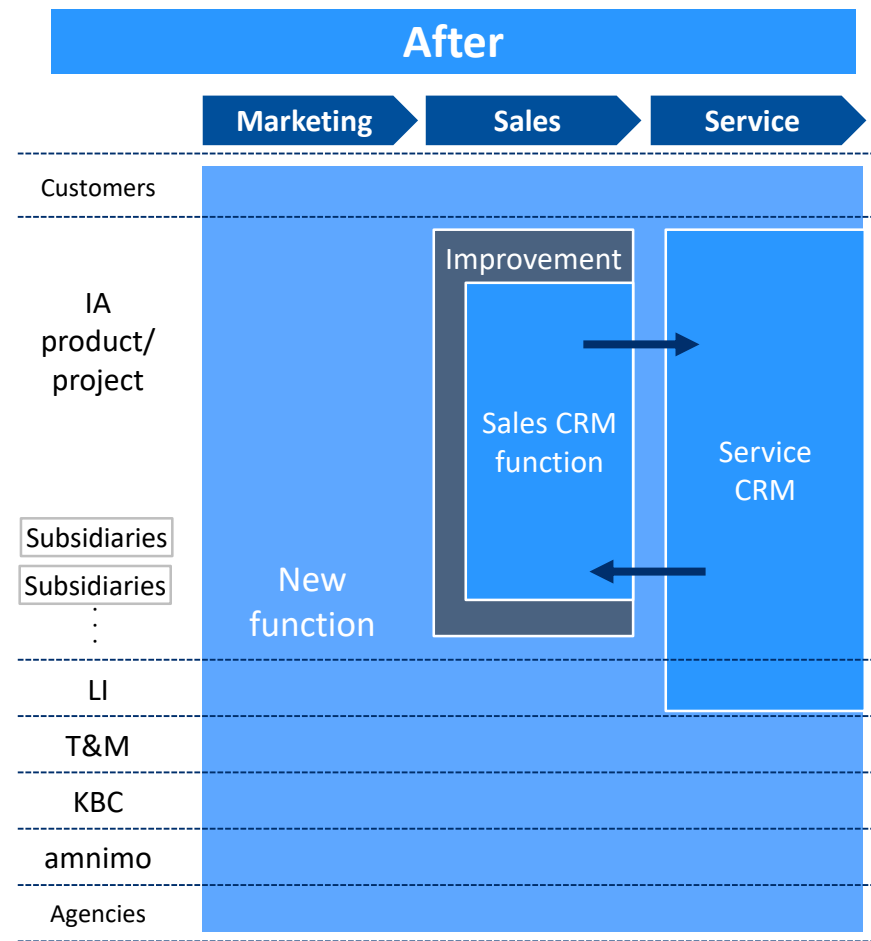 After
Marketing
Sales
Service
Customers
IA
product/
project
Improvement
Sales CRM
function
Service
CRM
Subsidiaries
Subsidiaries
New
function
LI
T&M
KBC
amnimo
Agencies